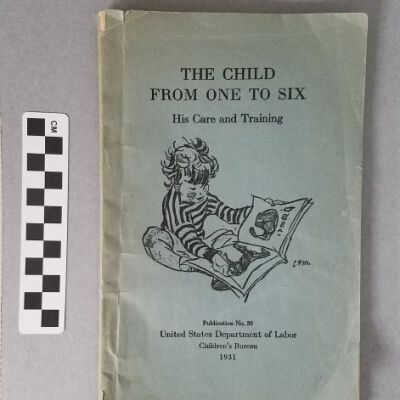 THE CHILD
FROM ONE TO SIX
His Care and Training
Publication No. 30
United States Department of Labor
Children's Bureau
1931
CM